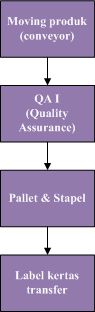 Moving produk
(conveyor)
QA I
(Quality
Assurance)
Pallet & Stapel
Label kertas
transfer